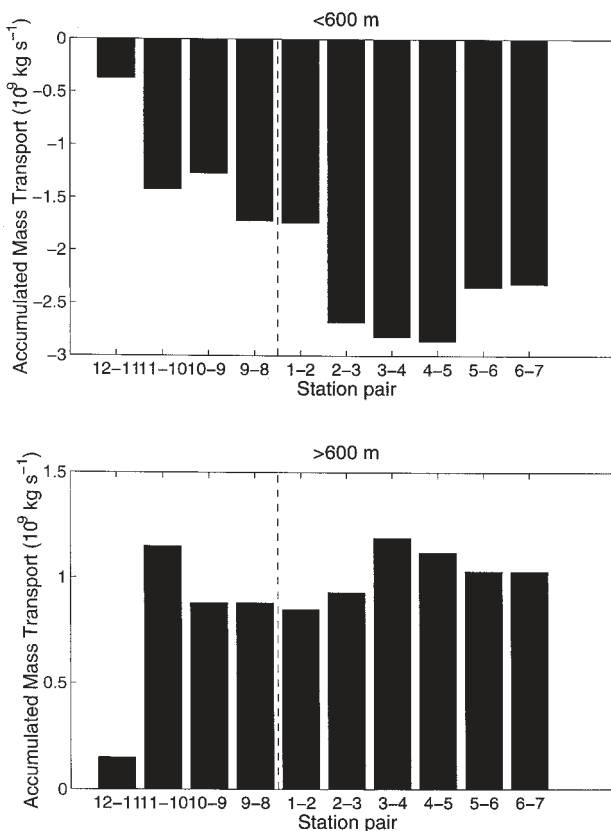 <600 m
Accumulated Mass Transport (10⁹ kg s⁻¹)
0
−0.5
−1
−1.5
−2
−2.5
−3
12−11 11−10 10−9 9−8 1−2 2−3 3−4 4−5 5−6 6−7
Station pair
>600 m
Accumulated Mass Transport (10⁹ kg s⁻¹)
1.5
1
0.5
0
12−11 11−10 10−9 9−8 1−2 2−3 3−4 4−5 5−6 6−7
Station pair